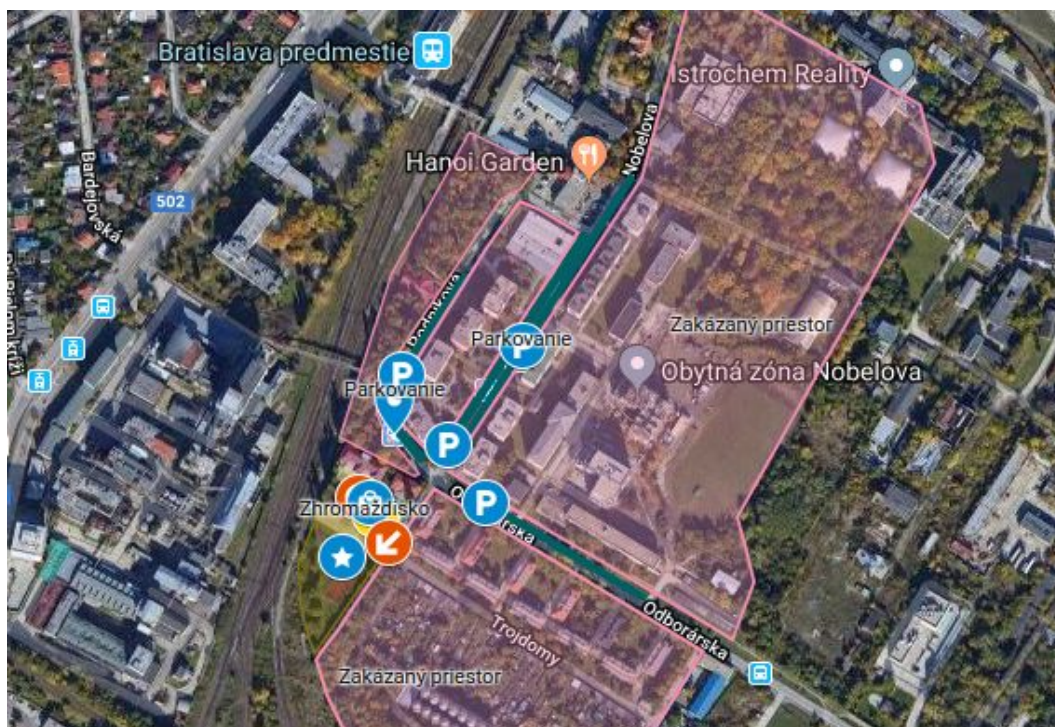 Bratislava predmestie
Istrochem Reality
Hanoi Garden
Nobelova
Bardejovská
502
Podnikova
Parkovanie
P
Zakázaný priestor
P
Parkovanie
Obytná zóna Nobelova
P
P
Zhromaždisko
Odborárska
Trojdomy
Zakázaný priestor